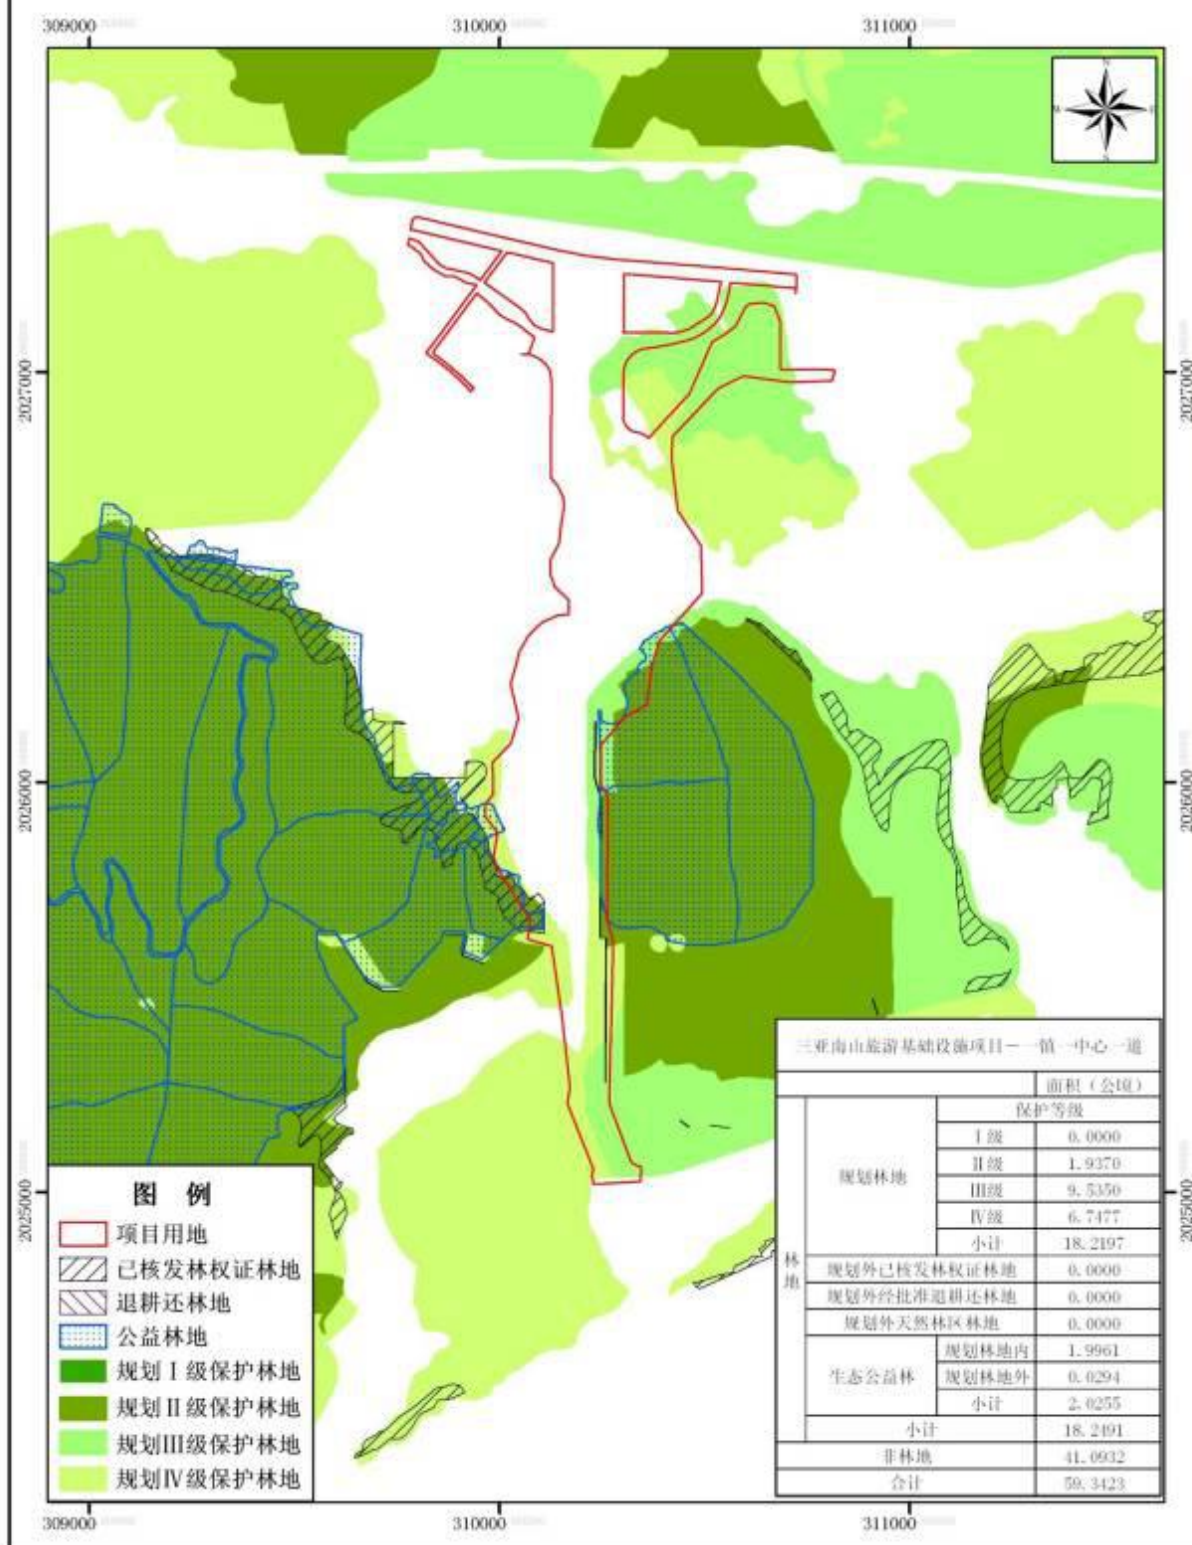 309000 310000 311000
N
W E
S
2027000 2027000
2026000 2026000
2025000 2025000
三亚南山旅游基础设施项目－一镇一中心一道
面积（公顷）
林地
规划林地
保护等级
Ⅰ级 0.0000
Ⅱ级 1.9370
Ⅲ级 9.5350
Ⅳ级 6.7477
小计 18.2197
规划外已核发林权证林地 0.0000
规划外经批准退耕还林地 0.0000
规划外天然林区林地 0.0000
生态公益林
规划林地内 1.9961
规划林地外 0.0294
小计 2.0255
小计 18.2491
非林地 41.0932
合计 59.3423
图 例
项目用地
已核发林权证林地
退耕还林地
公益林地
规划Ⅰ级保护林地
规划Ⅱ级保护林地
规划Ⅲ级保护林地
规划Ⅳ级保护林地
309000 310000 311000